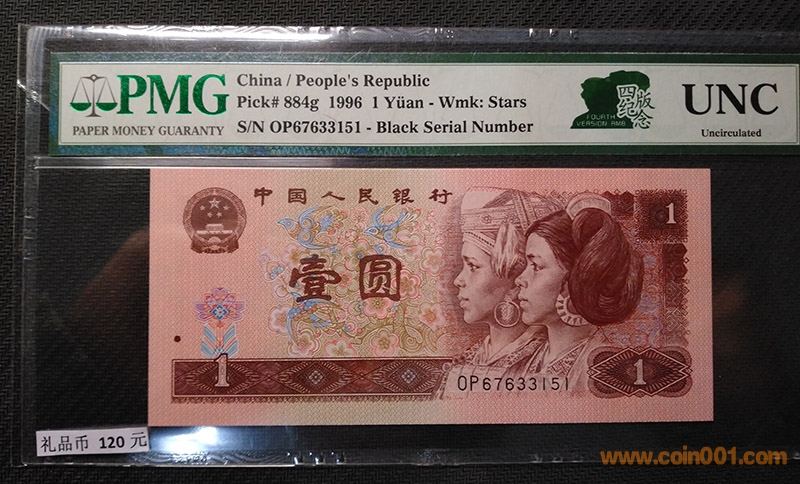 PMG
PAPER MONEY GUARANTY
China / People's Republic
Pick# 884g 1996 1 Yüan - Wmk: Stars
S/N OP67633151 - Black Serial Number
四版
纪念
FOURTH
VERSION RMB
UNC
Uncirculated
中国人民银行
1
壹圆
1
OP67633151
1
礼品币 120 元
www.coin001.com